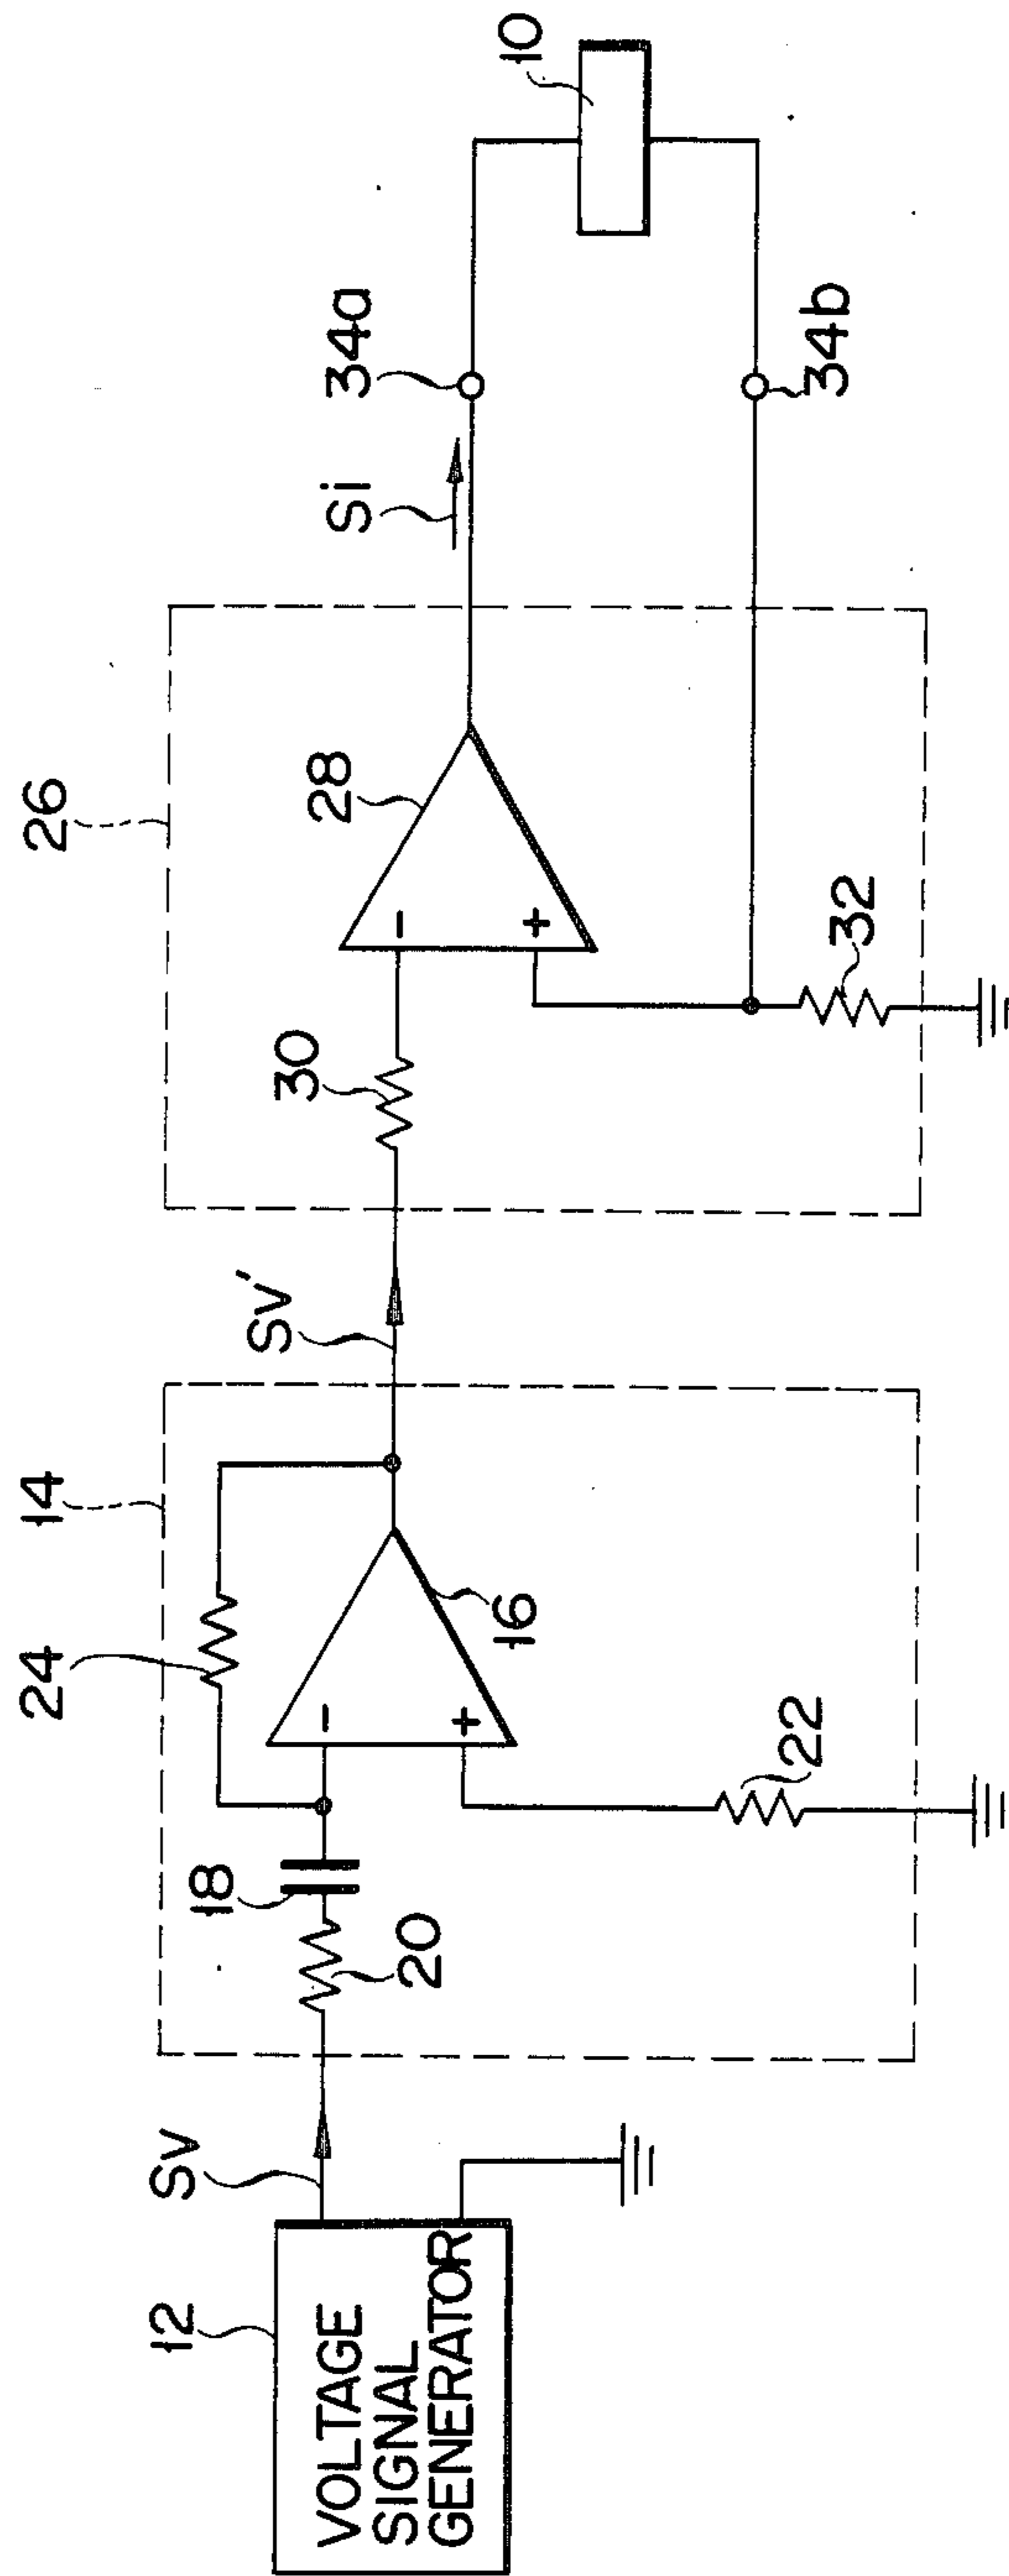 12
VOLTAGE
SIGNAL
GENERATOR
Sv
14
24
18
20
-
+
16
22
Sv'
26
30
-
+
28
32
Si
34a
34b
10